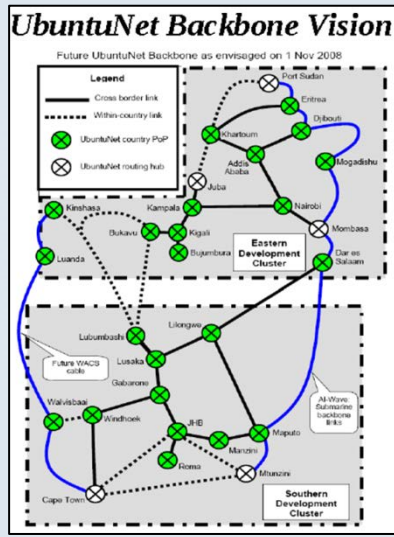 UbuntuNet Backbone Vision
Future UbuntuNet Backbone as envisaged on 1 Nov 2008
Legend
Cross border link
Within-country link
UbuntuNet country PoP
UbuntuNet routing hub
Port Sudan
Eritrea
Khartoum
Djibouti
Addis
Ababa
Mogadishu
Juba
Kinshasa
Kampala
Nairobi
Bukavu
Kigali
Mombasa
Bujumbura
Eastern
Development
Cluster
Dar es
Salaam
Luanda
Lubumbashi
Lilongwe
Lusaka
Future WACS
cable
Gabarone
Walvisbaai
Windhoek
JHB
Maputo
Manzini
Al-Wave
Submarine
backbone
links
Roma
Mtunzini
Cape Town
Southern
Development
Cluster